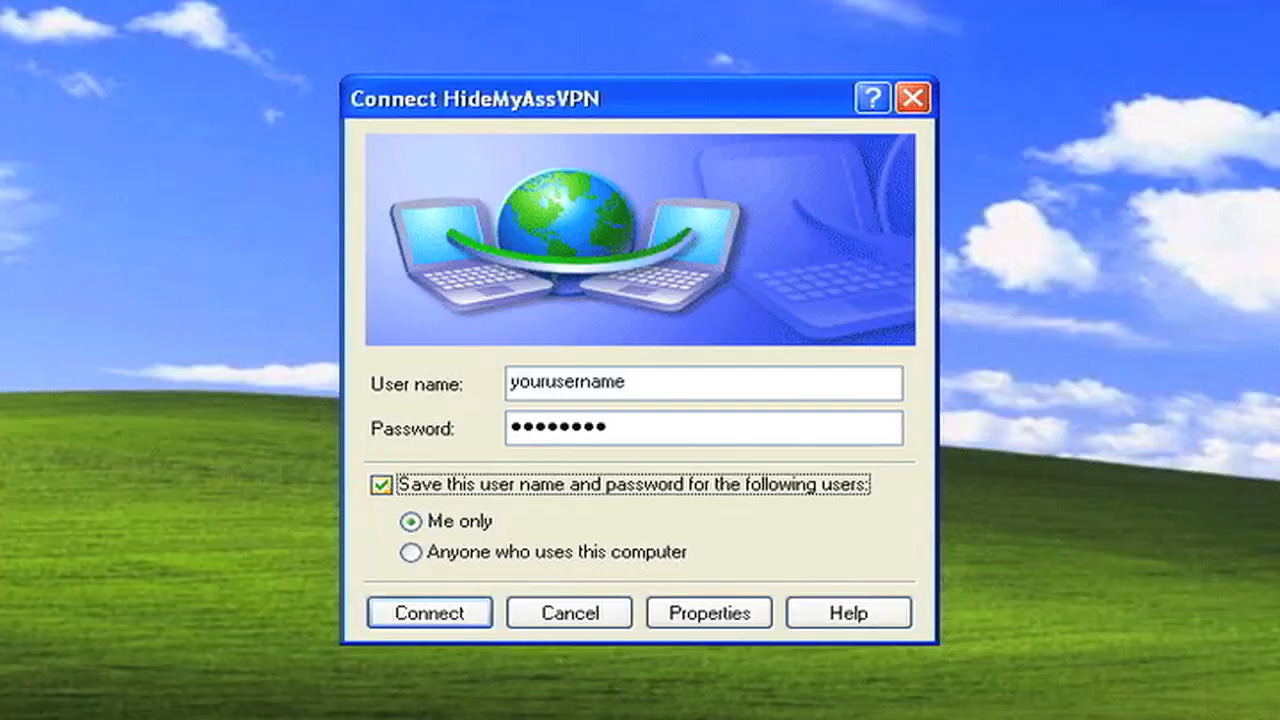 Connect HideMyAssVPN
?
User name:
yourusername
Password:
••••••••
Save this user name and password for the following users:
Me only
Anyone who uses this computer
Connect
Cancel
Properties
Help